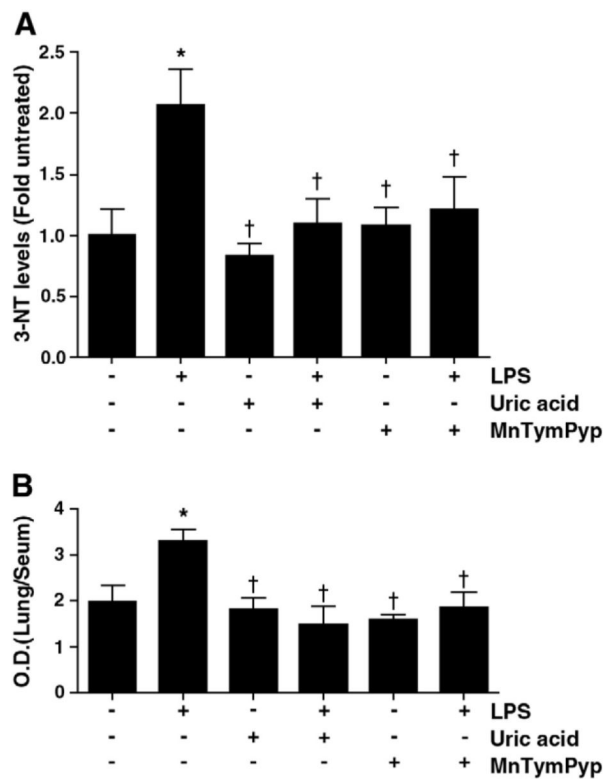 A
3-NT levels (Fold untreated)
2.5
2.0
1.5
1.0
0.5
0.0
*
†
†
†
†
- + - + - + LPS
- - + + - - Uric acid
- - - - + + MnTymPyp
B
O.D.(Lung/Seum)
4
3
2
1
0
*
†
†
†
†
- + - + - + LPS
- - + + - - Uric acid
- - - - + + MnTymPyp